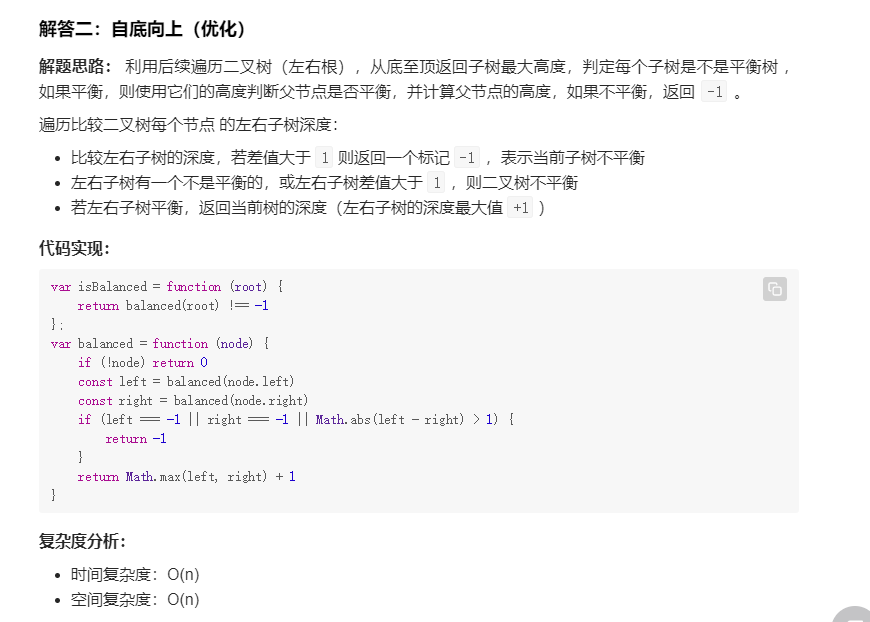 解答二：自底向上（优化）
解题思路： 利用后续遍历二叉树（左右根），从底至顶返回子树最大高度，判定每个子树是不是平衡树 ，
如果平衡，则使用它们的高度判断父节点是否平衡，并计算父节点的高度，如果不平衡，返回 -1 。
遍历比较二叉树每个节点 的左右子树深度：
• 比较左右子树的深度，若差值大于 1 则返回一个标记 -1 ，表示当前子树不平衡
• 左右子树有一个不是平衡的，或左右子树差值大于 1 ，则二叉树不平衡
• 若左右子树平衡，返回当前树的深度（左右子树的深度最大值 +1 ）
代码实现：
var isBalanced = function (root) {
    return balanced(root) !== -1
};
var balanced = function (node) {
    if (!node) return 0
    const left = balanced(node.left)
    const right = balanced(node.right)
    if (left === -1 || right === -1 || Math.abs(left - right) > 1) {
        return -1
    }
    return Math.max(left, right) + 1
}
复杂度分析：
• 时间复杂度：O(n)
• 空间复杂度：O(n)